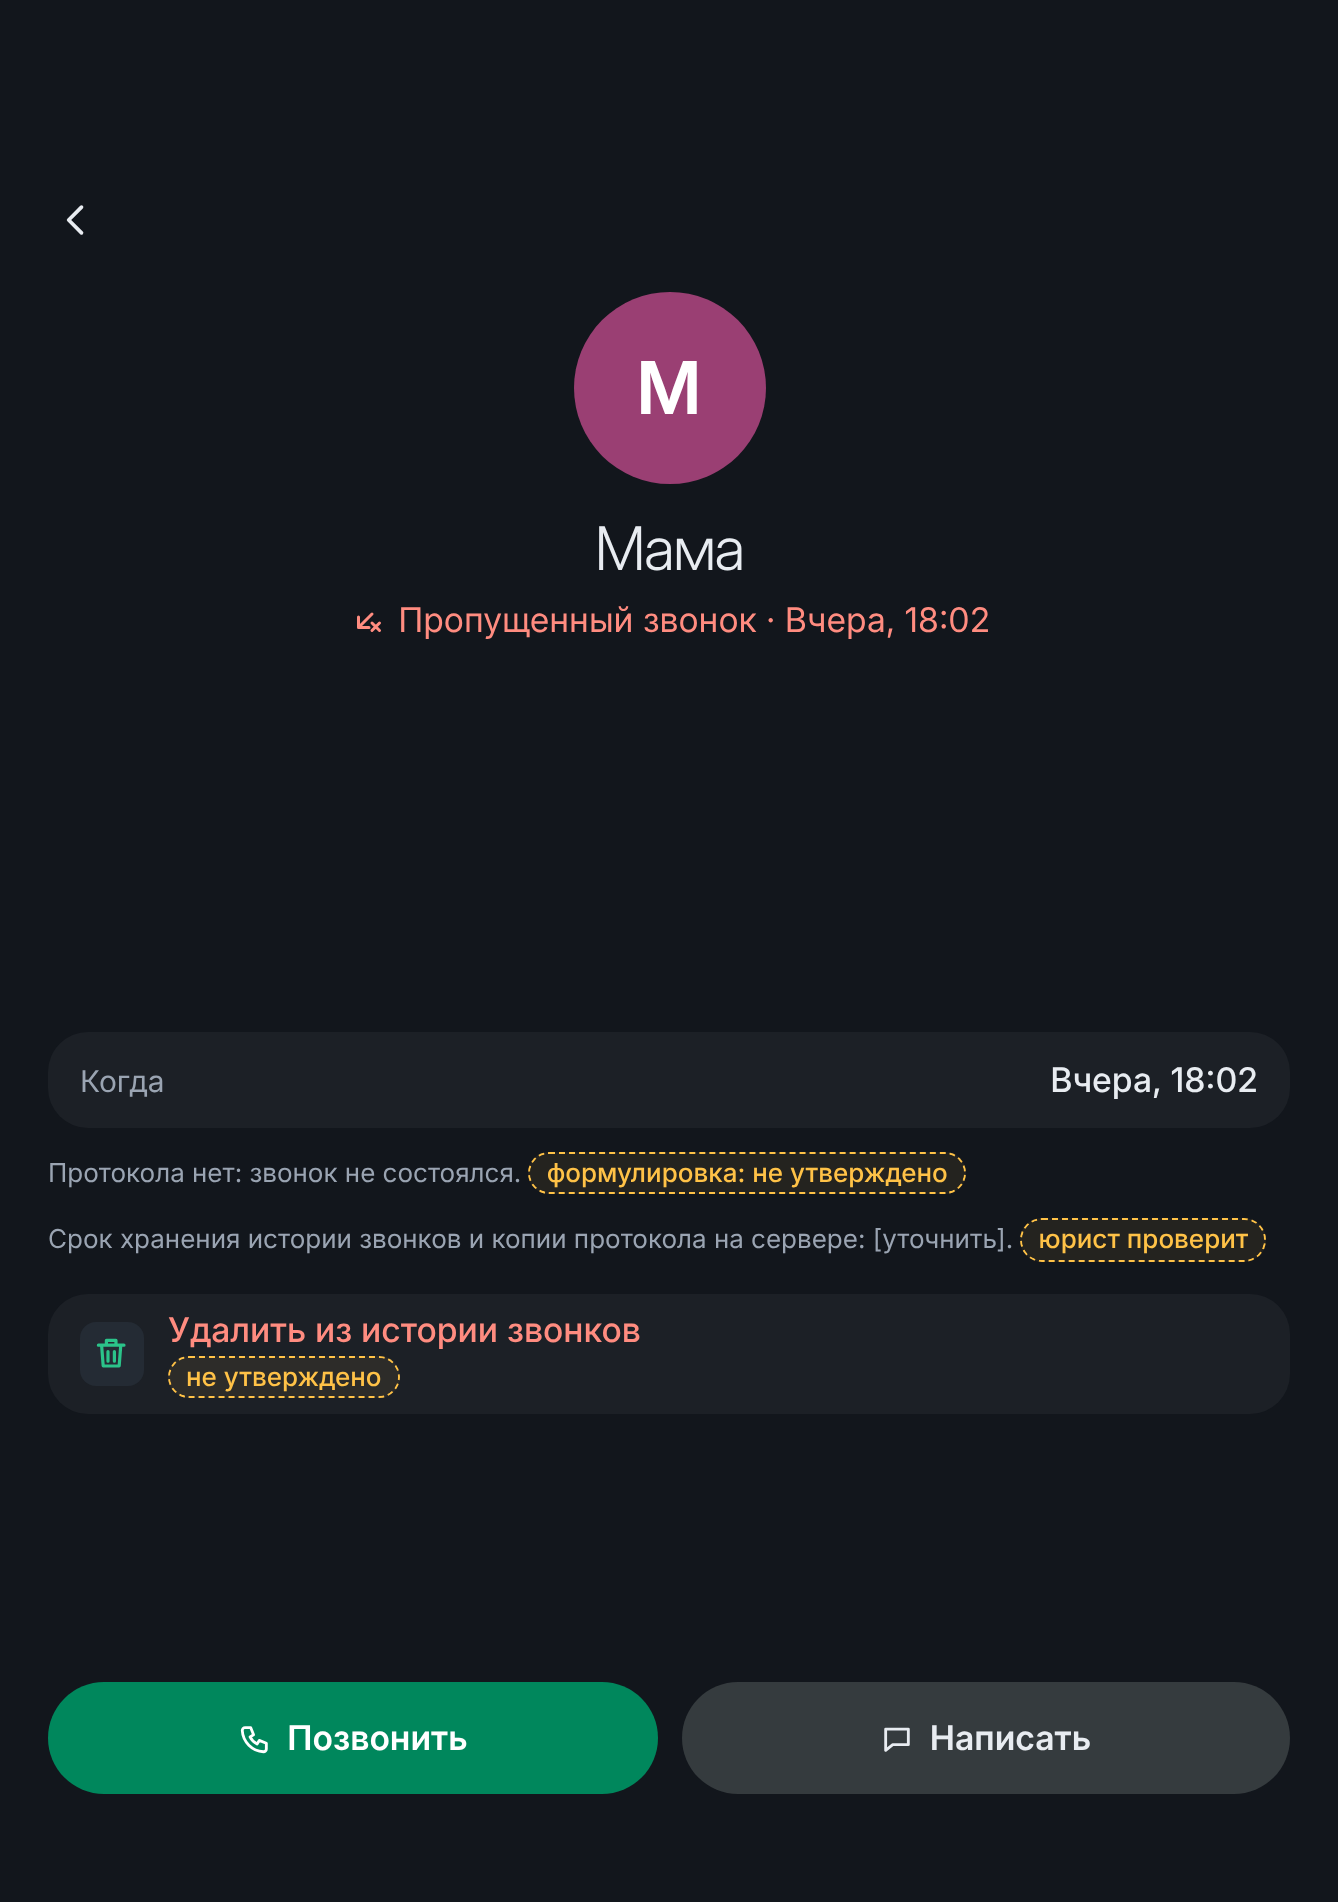 М
Мама
Пропущенный звонок · Вчера, 18:02
Когда Вчера, 18:02
Протокола нет: звонок не состоялся. формулировка: не утверждено
Срок хранения истории звонков и копии протокола на сервере: [уточнить]. юрист проверит
Удалить из истории звонков
не утверждено
Позвонить Написать